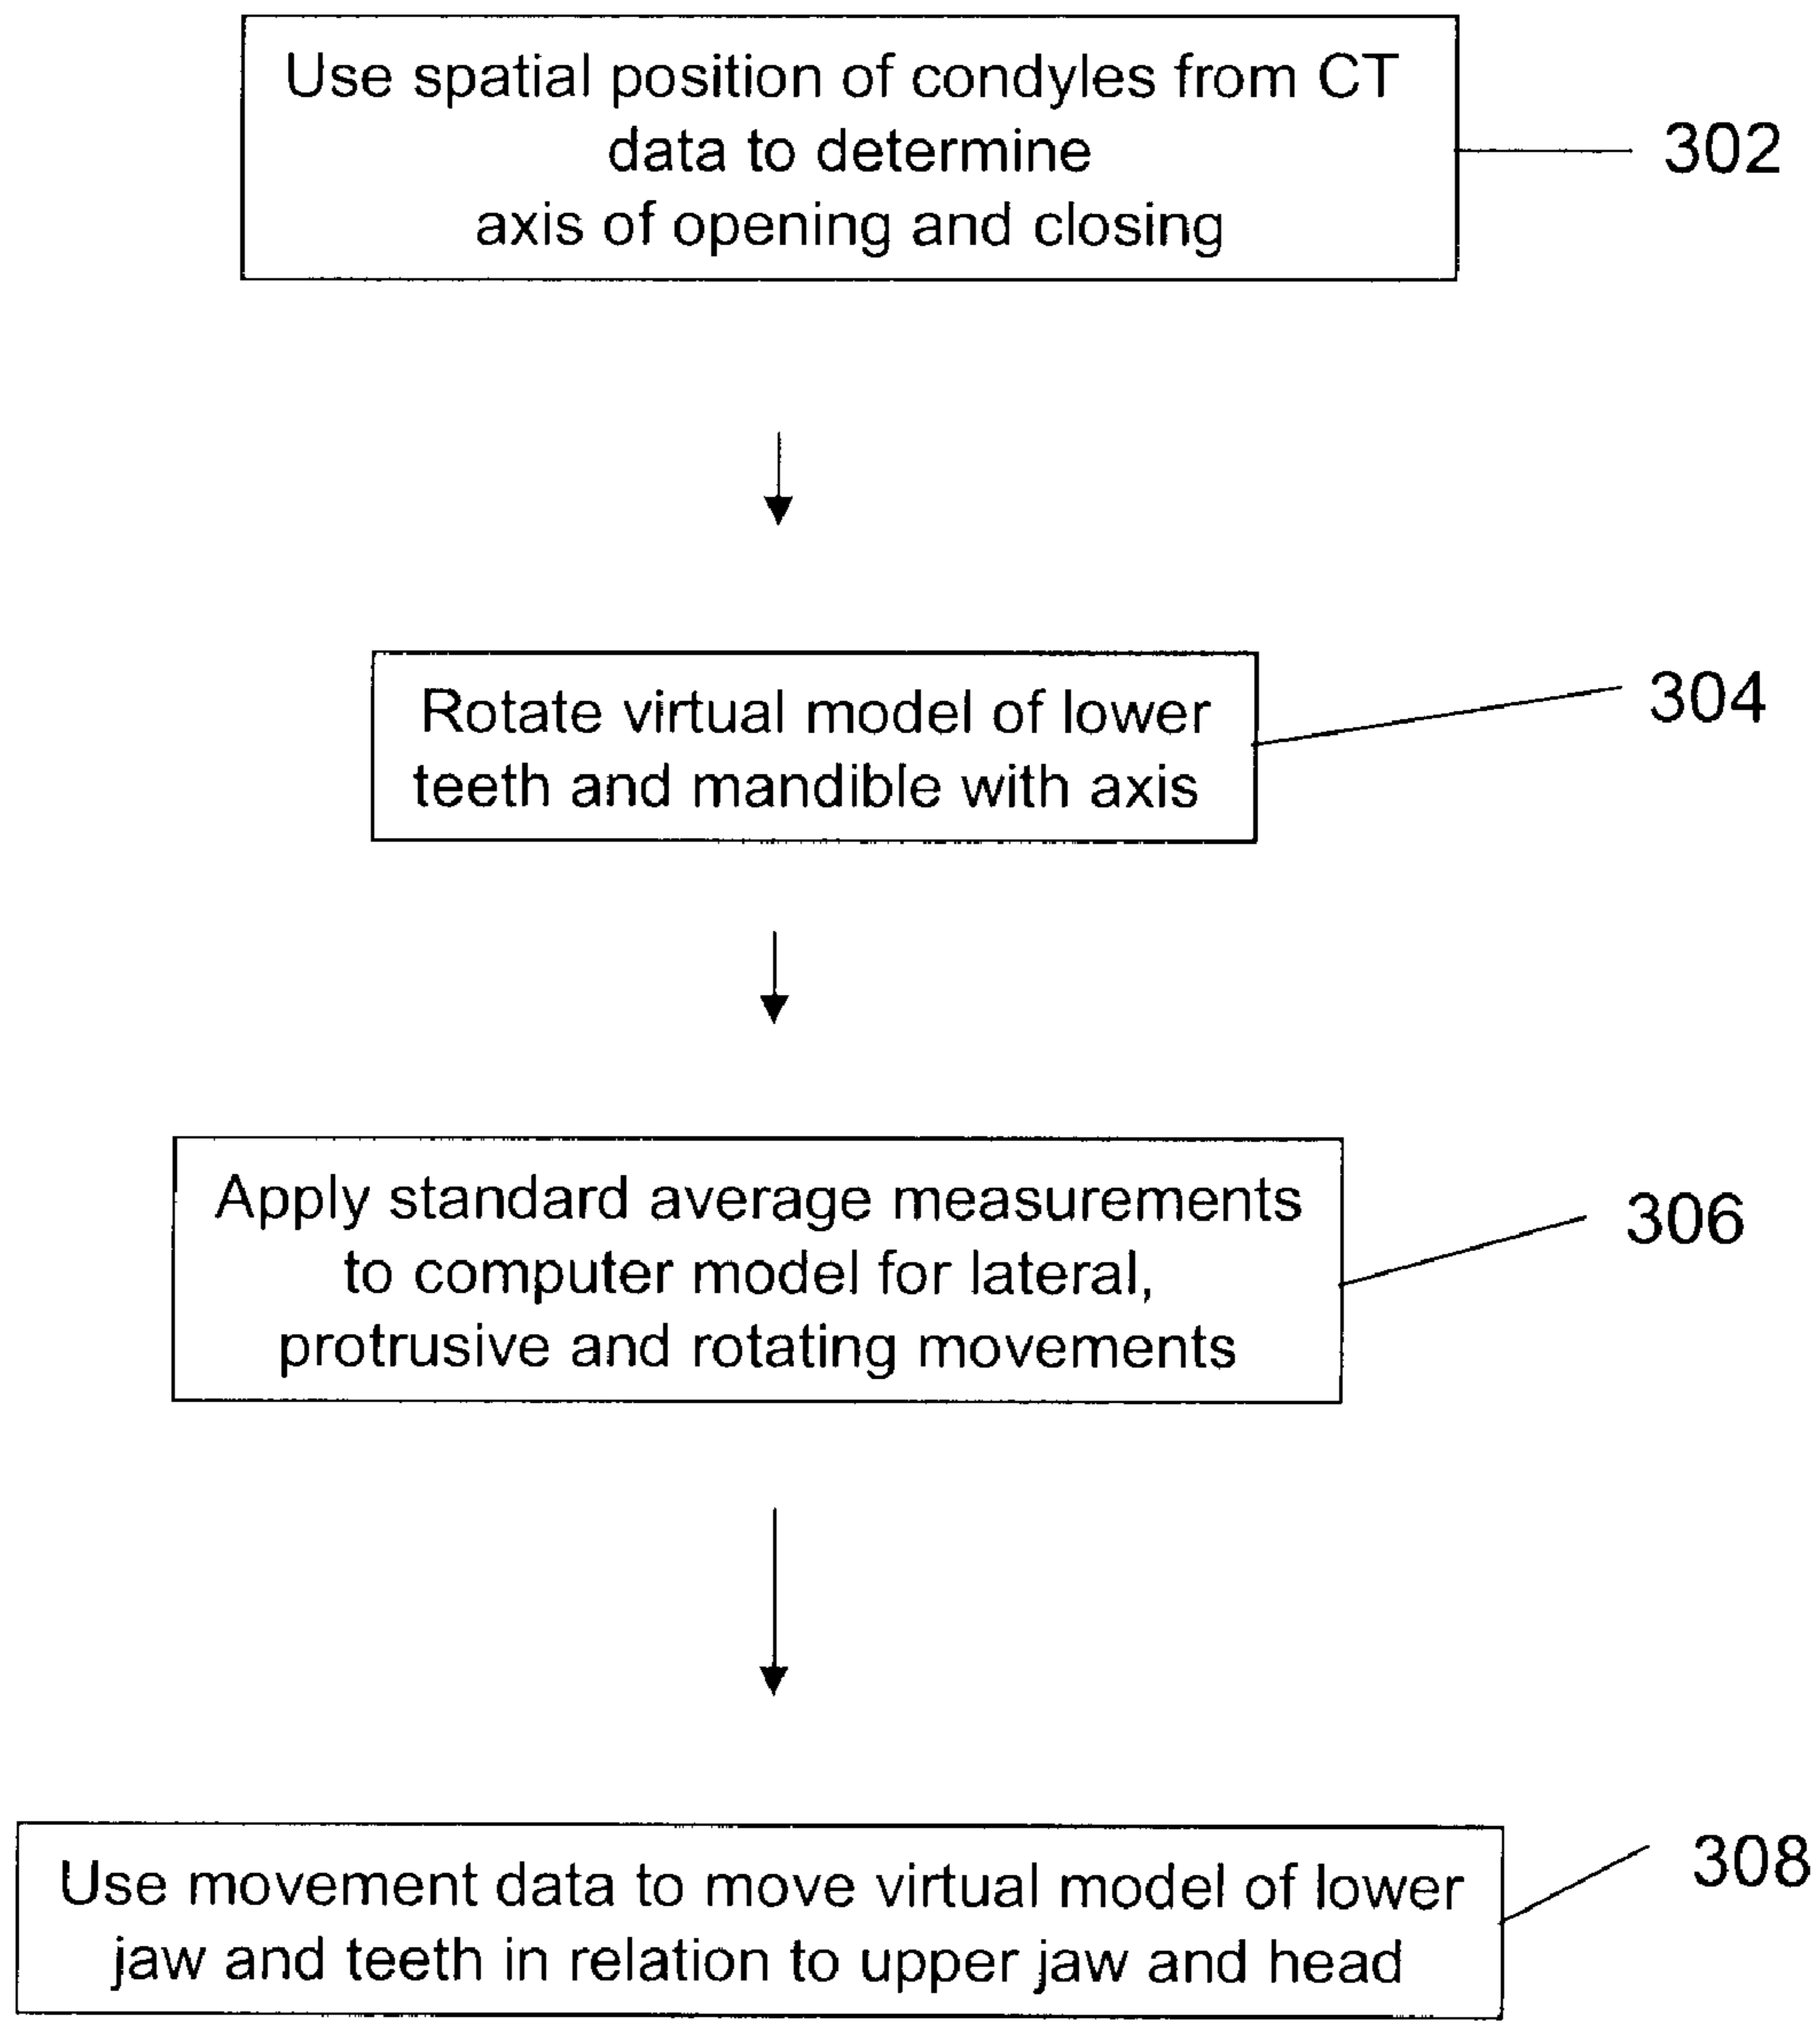 Use spatial position of condyles from CT
data to determine
axis of opening and closing
302
Rotate virtual model of lower
teeth and mandible with axis
304
Apply standard average measurements
to computer model for lateral,
protrusive and rotating movements
306
Use movement data to move virtual model of lower
jaw and teeth in relation to upper jaw and head
308